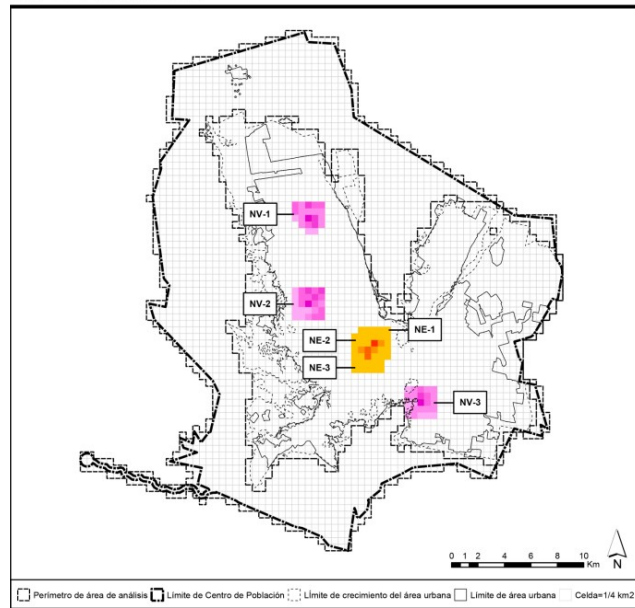 NV-1
NV-2
NE-1
NE-2
NE-3
NV-3
0 1 2 4 6 8 10
Km
N
Perímetro de área de análisis
Límite de Centro de Población
Límite de crecimiento del área urbana
Límite de área urbana
Celda=1/4 km2